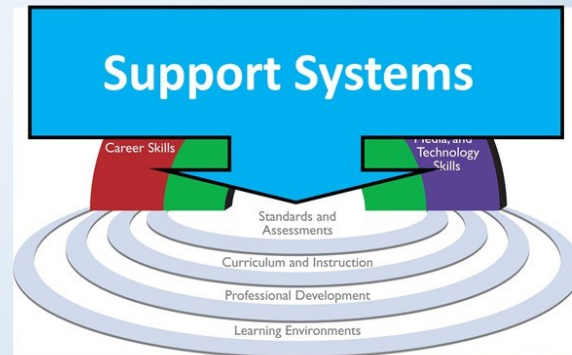 Support Systems
Career Skills
Media, and
Technology
Skills
Standards and
Assessments
Curriculum and Instruction
Professional Development
Learning Environments